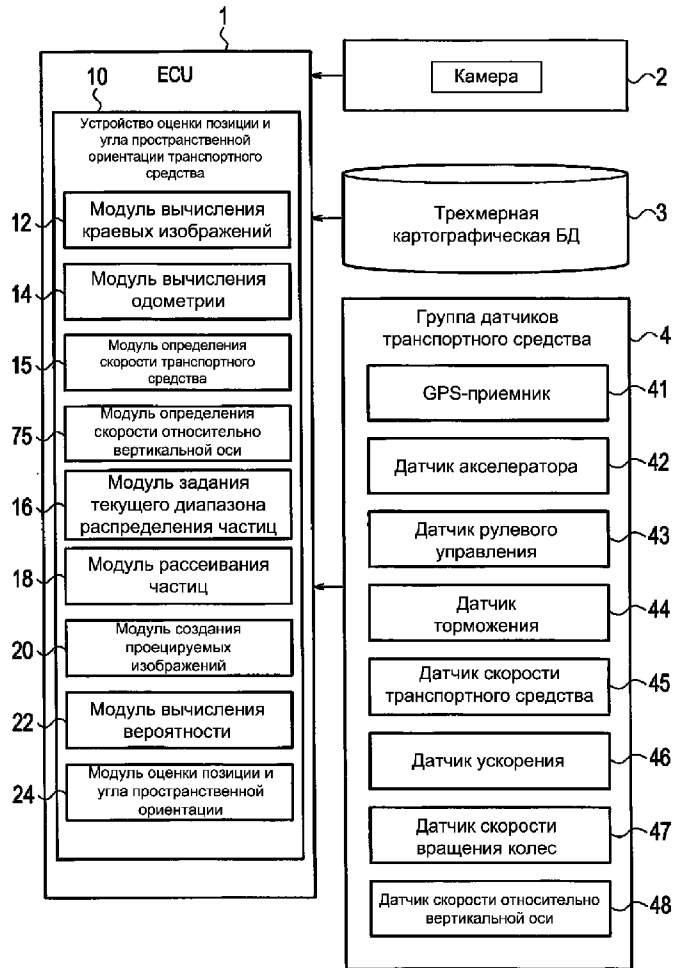 1
ECU
10
Устройство оценки позиции и
угла пространственной
ориентации транспортного
средства
12
Модуль вычисления
краевых изображений
14
Модуль вычисления
одометрии
15
Модуль определения
скорости транспортного
средства
75
Модуль определения
скорости относительно
вертикальной оси
16
Модуль задания
текущего диапазона
распределения частиц
18
Модуль рассеивания
частиц
20
Модуль создания
проецируемых
изображений
22
Модуль вычисления
вероятности
24
Модуль оценки позиции и
угла пространственной
ориентации
Камера
2
Трехмерная
картографическая БД
3
Группа датчиков
транспортного средства
4
GPS-приемник
41
Датчик акселератора
42
Датчик рулевого
управления
43
Датчик
торможения
44
Датчик скорости
транспортного средства
45
Датчик ускорения
46
Датчик скорости
вращения колес
47
Датчик скорости относительно
вертикальной оси
48